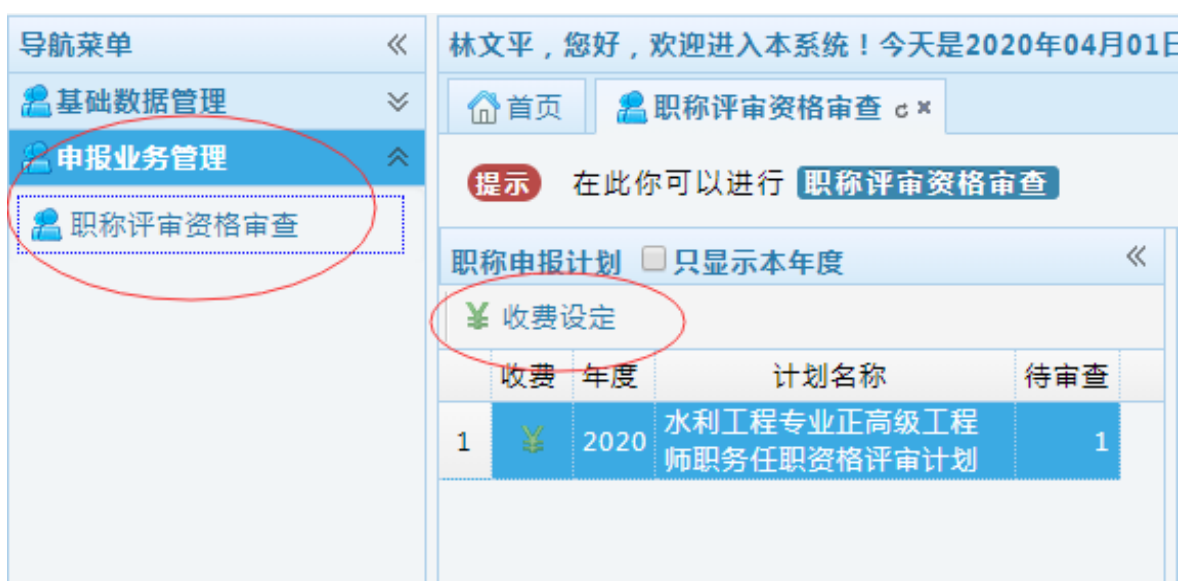 导航菜单
林文平，您好，欢迎进入本系统！今天是2020年04月01日
基础数据管理
首页 职称评审资格审查
申报业务管理
提示 在此你可以进行 职称评审资格审查
职称评审资格审查
职称申报计划 只显示本年度
¥ 收费设定
收费 年度 计划名称 待审查
1 ¥ 2020 水利工程专业正高级工程
师职务任职资格评审计划 1